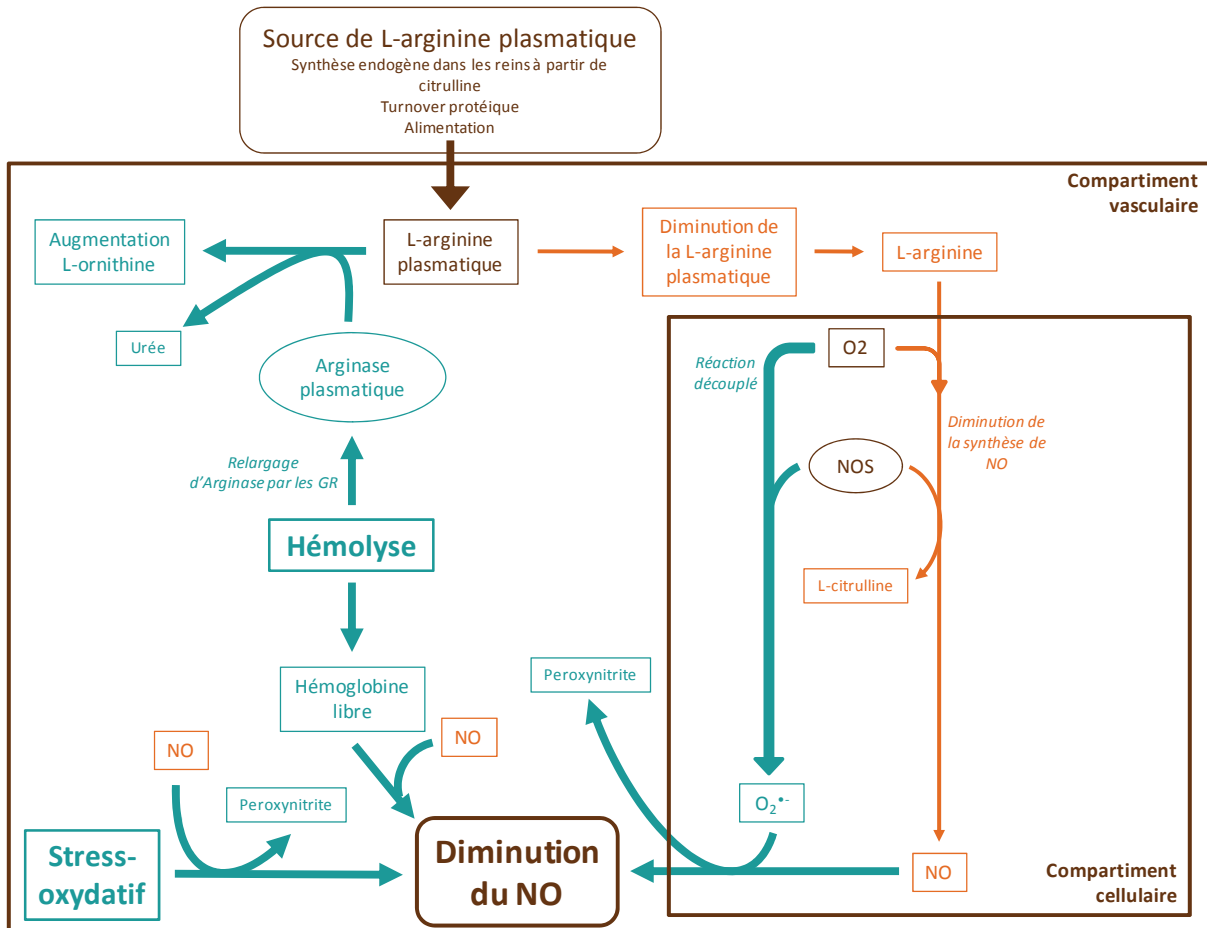 Source de L-arginine plasmatique
Synthèse endogène dans les reins à partir de
citrulline
Turnover protéique
Alimentation
Compartiment
vasculaire
Augmentation
L-ornithine
L-arginine
plasmatique
Diminution de
la L-arginine
plasmatique
L-arginine
Urée
Arginase
plasmatique
Réaction
découplé
O2
Diminution de
la synthèse de
NO
NOS
Relargage
d'Arginase par les GR
Hémolyse
L-citrulline
Peroxynitrite
Hémoglobine
libre
NO
NO
Peroxynitrite
O₂•-
Stress-
oxydatif
Diminution
du NO
NO
Compartiment
cellulaire